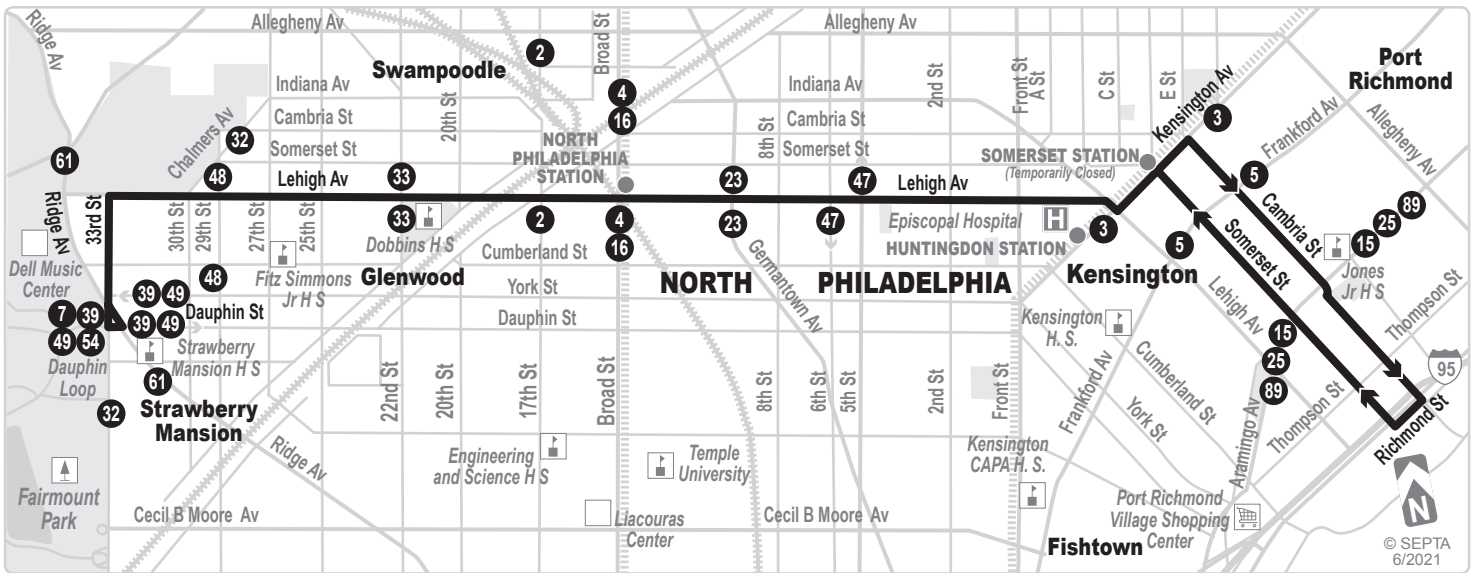 Ridge Av
Allegheny Av
Broad St
Allegheny Av
Port
Richmond
Swampoodle
2
Indiana Av
Cambria St
Somerset St
20th St
4
16
Indiana Av
Cambria St
Somerset St
8th St
2nd St
Front St
A St
C St
E St
Kensington Av
3
Frankford Av
Allegheny Av
Chalmers Av
32
61
48
Lehigh Av
33
NORTH
PHILADELPHIA
STATION
23
47
Lehigh Av
SOMERSET STATION
(Temporarily Closed)
5
Cambria St
89
25
15
Jones
Jr H S
Ridge Av
33rd St
30th St
29th St
27th St
25th St
33
Dobbins H S
2
4
16
23
47
Episcopal Hospital
H
HUNTINGDON STATION
3
5
Somerset St
Dell Music
Center
Fitz Simmons
Jr H S
Glenwood
Cumberland St
York St
Dauphin St
NORTH
PHILADELPHIA
Germantown Av
Kensington
Lehigh Av
Thompson St
48
39
49
Dauphin St
39
49
7
39
49
54
Dauphin
Loop
Strawberry
Mansion H S
61
32
Strawberry
Mansion
Kensington
H. S.
15
25
89
95
22nd St
20th St
17th St
Broad St
8th St
6th St
5th St
2nd St
Front St
Frankford Av
Cumberland St
York St
Aramingo Av
Thompson St
Richmond St
Ridge Av
Engineering
and Science H S
Temple
University
Kensington
CAPA H. S.
Fairmount
Park
Cecil B Moore Av
Liacouras
Center
Cecil B Moore Av
Port Richmond
Village Shopping
Center
Fishtown
N
© SEPTA
6/2021